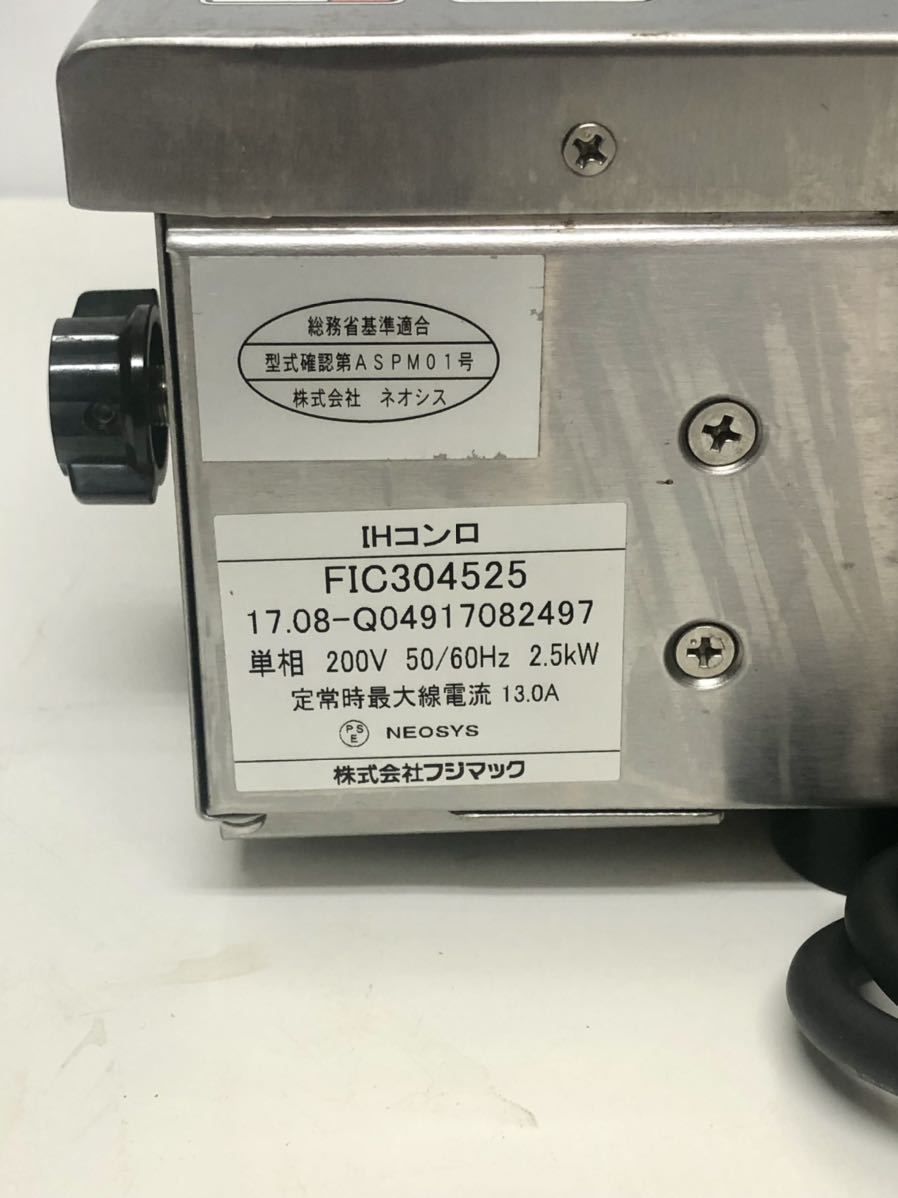 総務省基準適合
型式確認第ASPM01号
株式会社 ネオシス
IHコンロ
FIC304525
17.08-Q04917082497
単相 200V 50/60Hz 2.5kW
定常時最大線電流 13.0A
PSE NEOSYS
株式会社フジマック